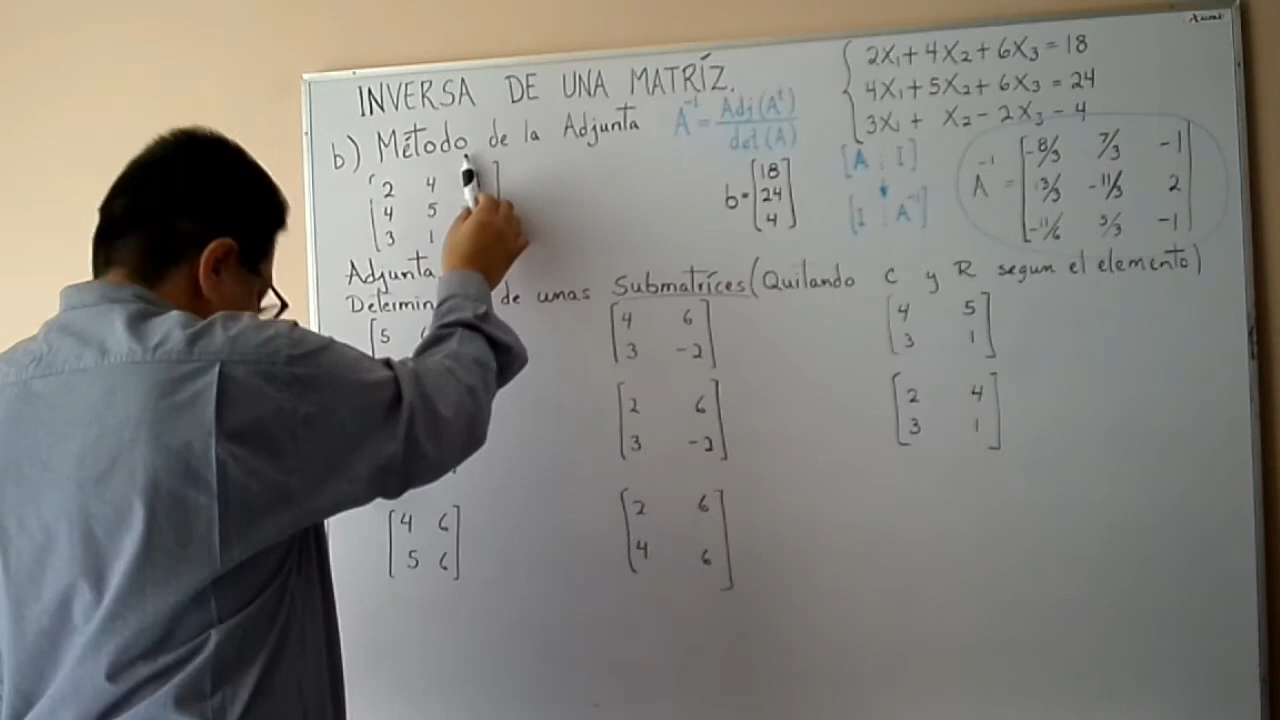 INVERSA DE UNA MATRÍZ.
b) Método de la Adjunta
A⁻¹ = Adj(Aᵗ) / det(A)
2X₁ + 4X₂ + 6X₃ = 18
4X₁ + 5X₂ + 6X₃ = 24
3X₁ + X₂ - 2X₃ - 4
2 4
4 5
3 1
b = [18
24
4]
[A : I]
[I : A⁻¹]
A⁻¹ =
-8/3 7/3 -1
13/3 -11/3 2
-11/6 5/3 -1
Adjunta
de unas Submatríces (Quitando C y R segun el elemento)
[5
[4 6
3 -2]
[4 5
3 1]
[2 6
3 -2]
[2 4
3 1]
[4 6
5 6]
[2 6
4 6]